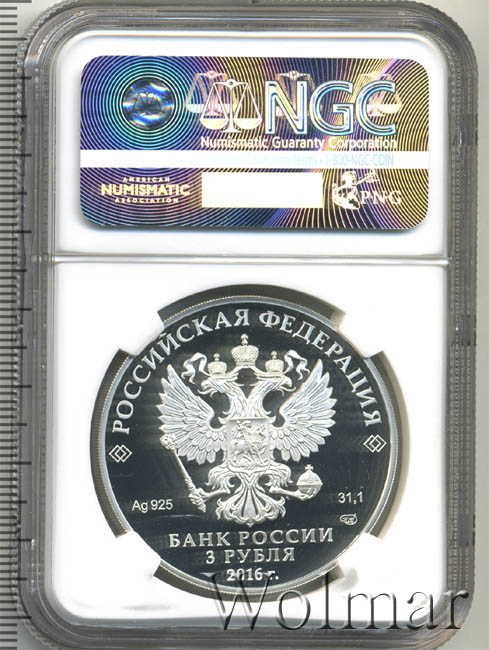 NGC
Numismatic Guaranty Corporation
1-800-NGC-COIN
AMERICAN
NUMISMATIC
ASSOCIATION
PNG
РОССИЙСКАЯ ФЕДЕРАЦИЯ
Ag 925
31,1
БАНК РОССИИ
3 РУБЛЯ
2016 г.
Wolmar